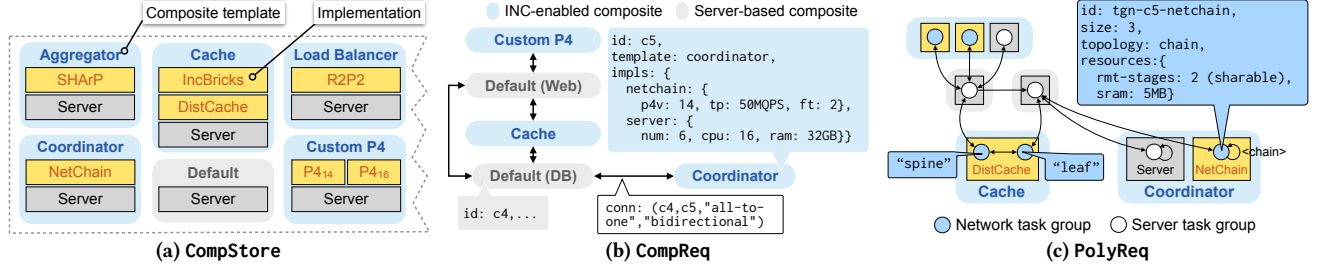 Composite template
Implementation
Aggregator
SHArP
Server
Cache
IncBricks
DistCache
Server
Load Balancer
R2P2
Server
Coordinator
NetChain
Server
Default
Server
Custom P4
P4₁₄ P4₁₆
Server
(a) CompStore
INC-enabled composite
Server-based composite
Custom P4
Default (Web)
Cache
Default (DB)
Coordinator
id: c5,
template: coordinator,
impls: {
netchain: {
p4v: 14, tp: 50MQPS, ft: 2},
server: {
num: 6, cpu: 16, ram: 32GB}}
id: c4,...
conn: (c4,c5,"all-to-
one","bidirectional")
(b) CompReq
id: tgn-c5-netchain,
size: 3,
topology: chain,
resources:{
rmt-stages: 2 (sharable),
sram: 5MB}
“spine”
DistCache
“leaf”
Cache
Server
NetChain
<chain>
Coordinator
Network task group
Server task group
(c) PolyReq